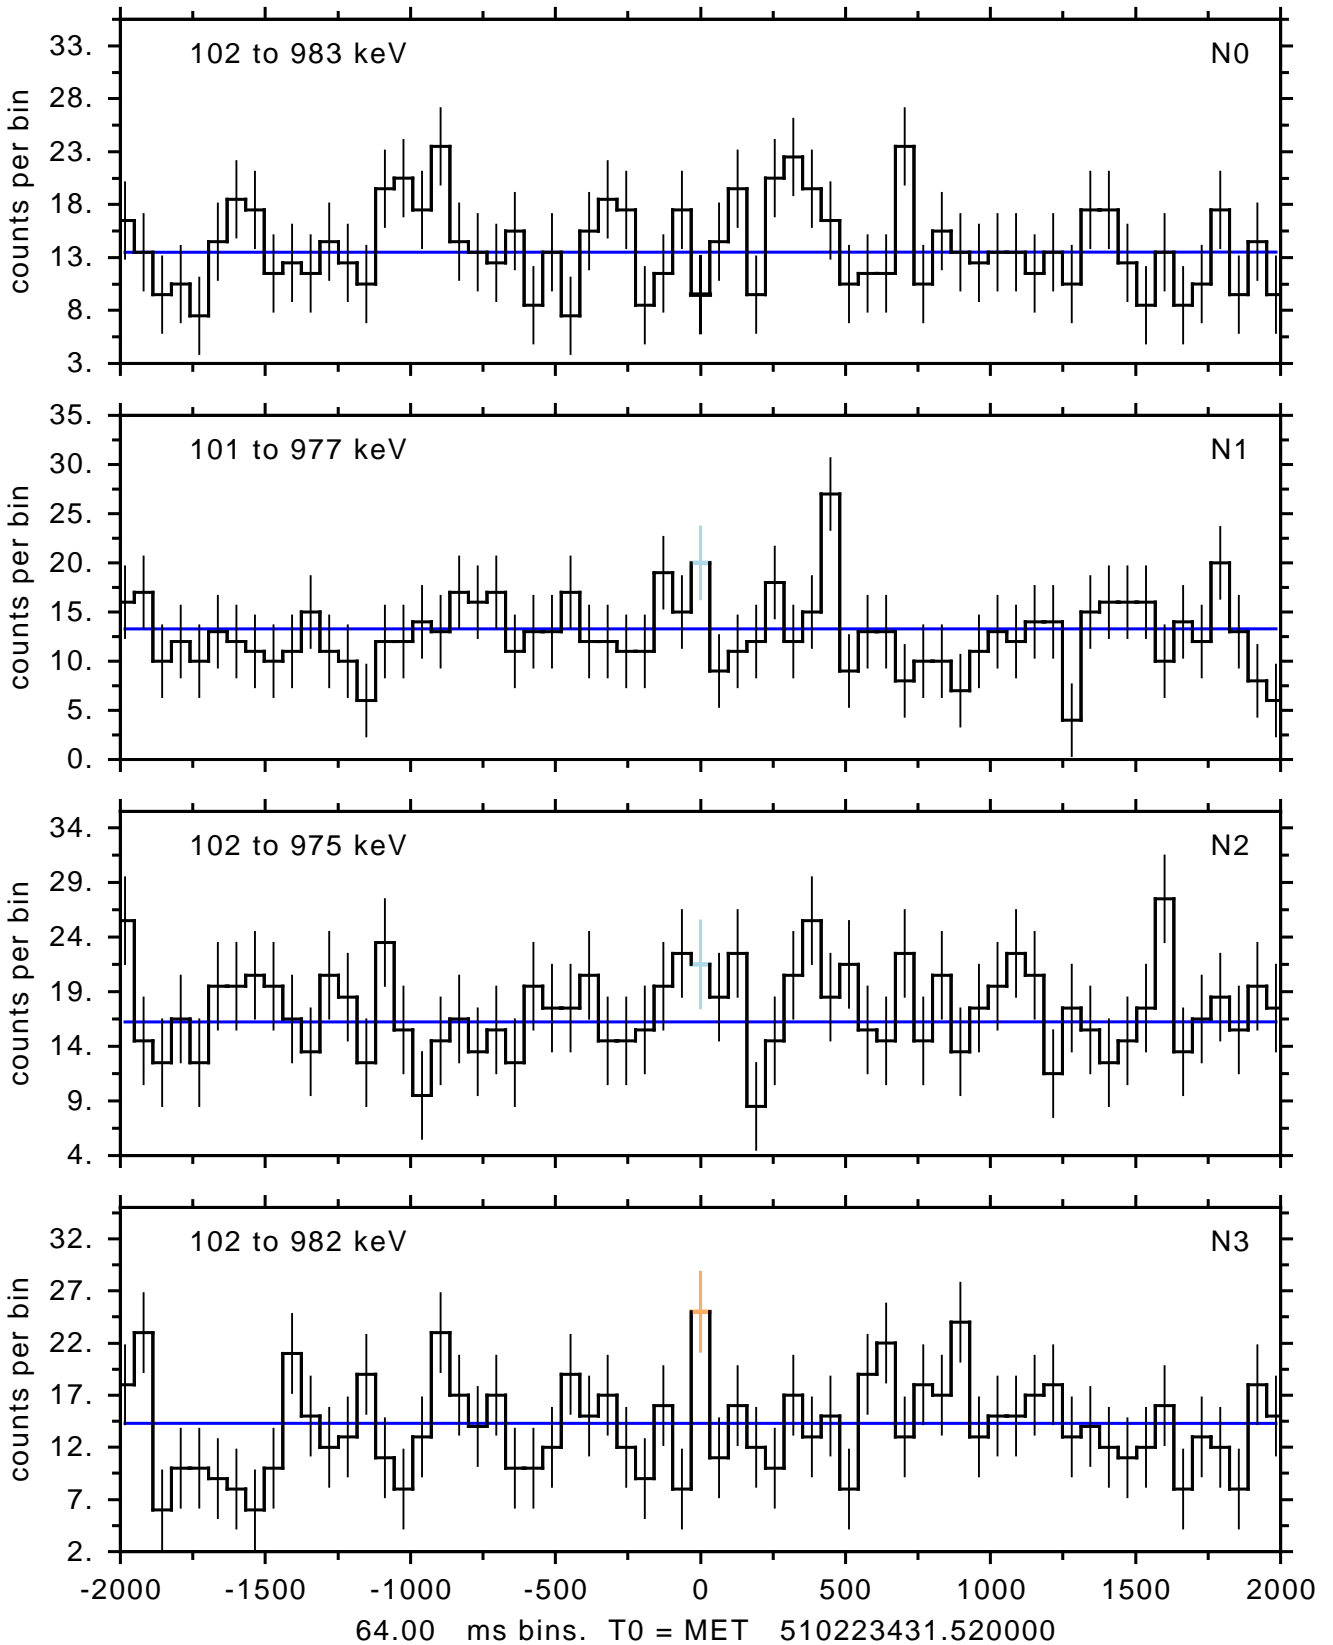 33.
102 to 983 keV N0
28.
23.
18.
13.
8.
3.
counts per bin
35.
101 to 977 keV N1
30.
25.
20.
15.
10.
5.
0.
counts per bin
34.
102 to 975 keV N2
29.
24.
19.
14.
9.
4.
counts per bin
32.
102 to 982 keV N3
27.
22.
17.
12.
7.
2.
counts per bin
-2000 -1500 -1000 -500 0 500 1000 1500 2000
64.00 ms bins. T0 = MET 510223431.520000